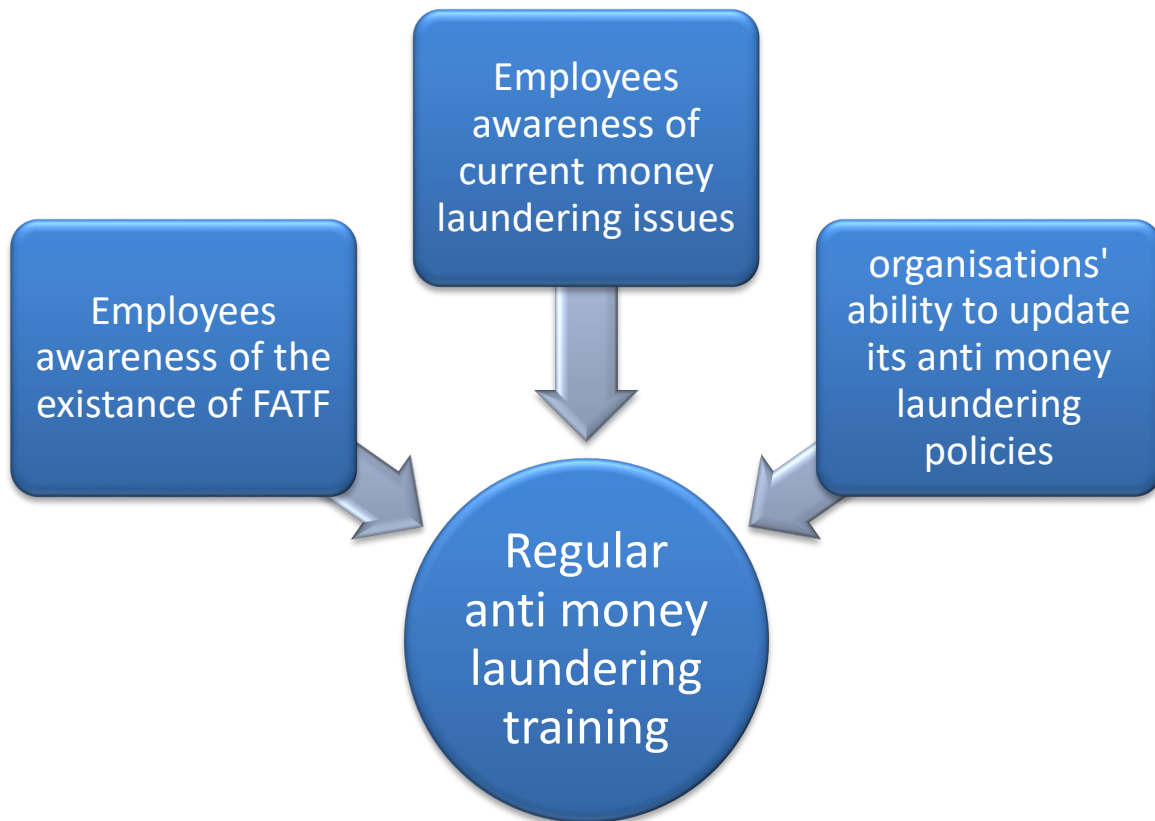 Employees
awareness of
current money
laundering issues
Employees
awareness of the
existance of FATF
organisations'
ability to update
its anti money
laundering
policies
Regular
anti money
laundering
training